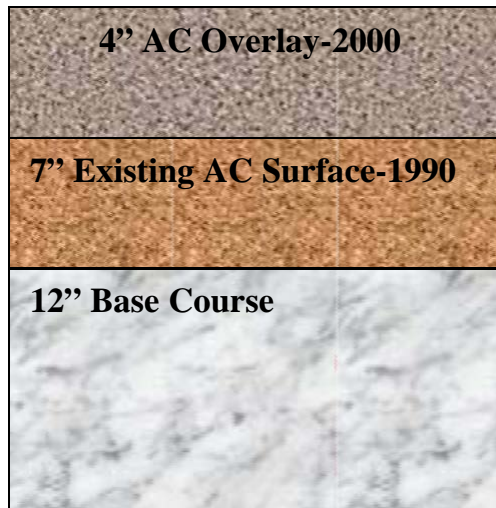 4” AC Overlay-2000
7” Existing AC Surface-1990
12” Base Course